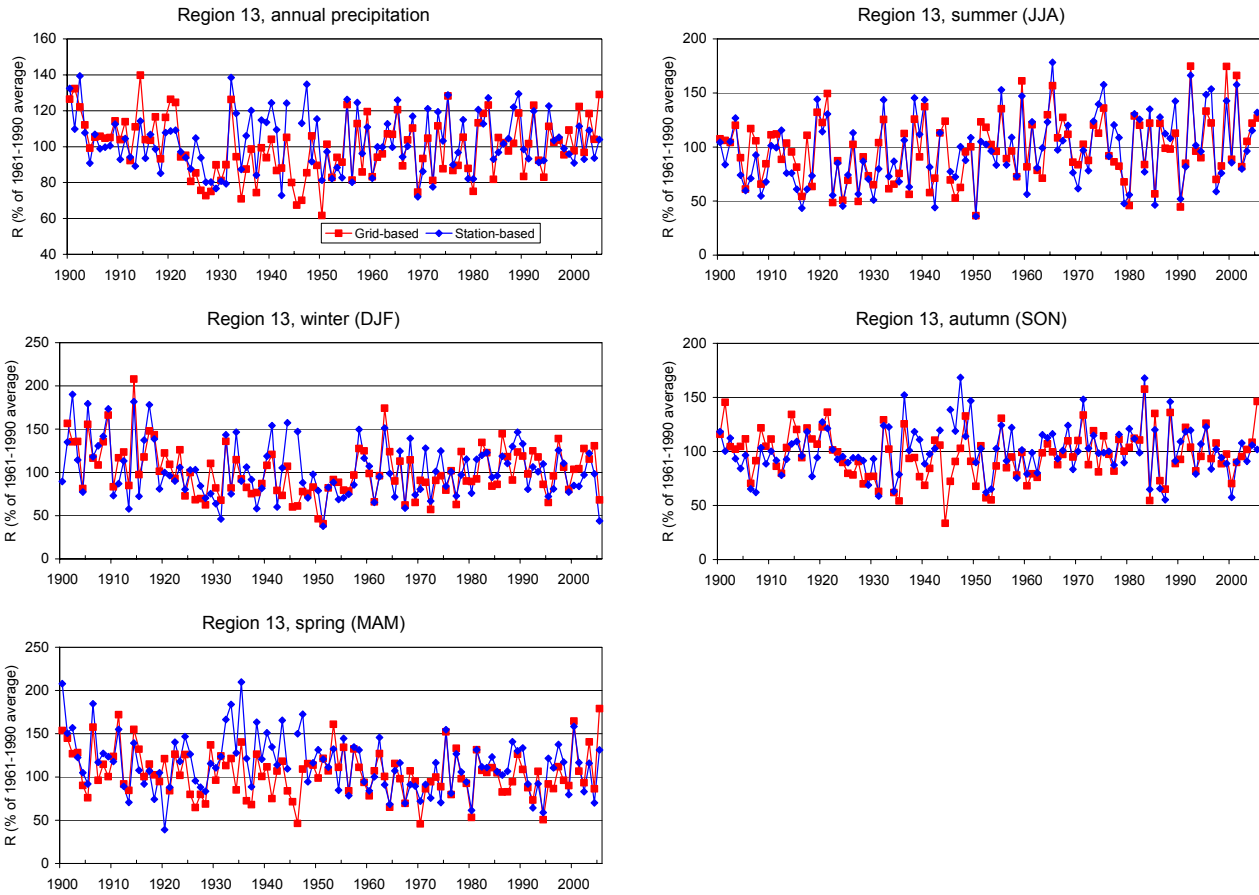 Region 13, annual precipitation
R (% of 1961-1990 average)
160
140
120
100
80
60
40
Grid-based Station-based
1900 1910 1920 1930 1940 1950 1960 1970 1980 1990 2000
Region 13, summer (JJA)
R (% of 1961-1990 average)
200
150
100
50
0
1900 1910 1920 1930 1940 1950 1960 1970 1980 1990 2000
Region 13, winter (DJF)
R (% of 1961-1990 average)
250
200
150
100
50
0
1900 1910 1920 1930 1940 1950 1960 1970 1980 1990 2000
Region 13, autumn (SON)
R (% of 1961-1990 average)
200
150
100
50
0
1900 1910 1920 1930 1940 1950 1960 1970 1980 1990 2000
Region 13, spring (MAM)
R (% of 1961-1990 average)
250
200
150
100
50
0
1900 1910 1920 1930 1940 1950 1960 1970 1980 1990 2000